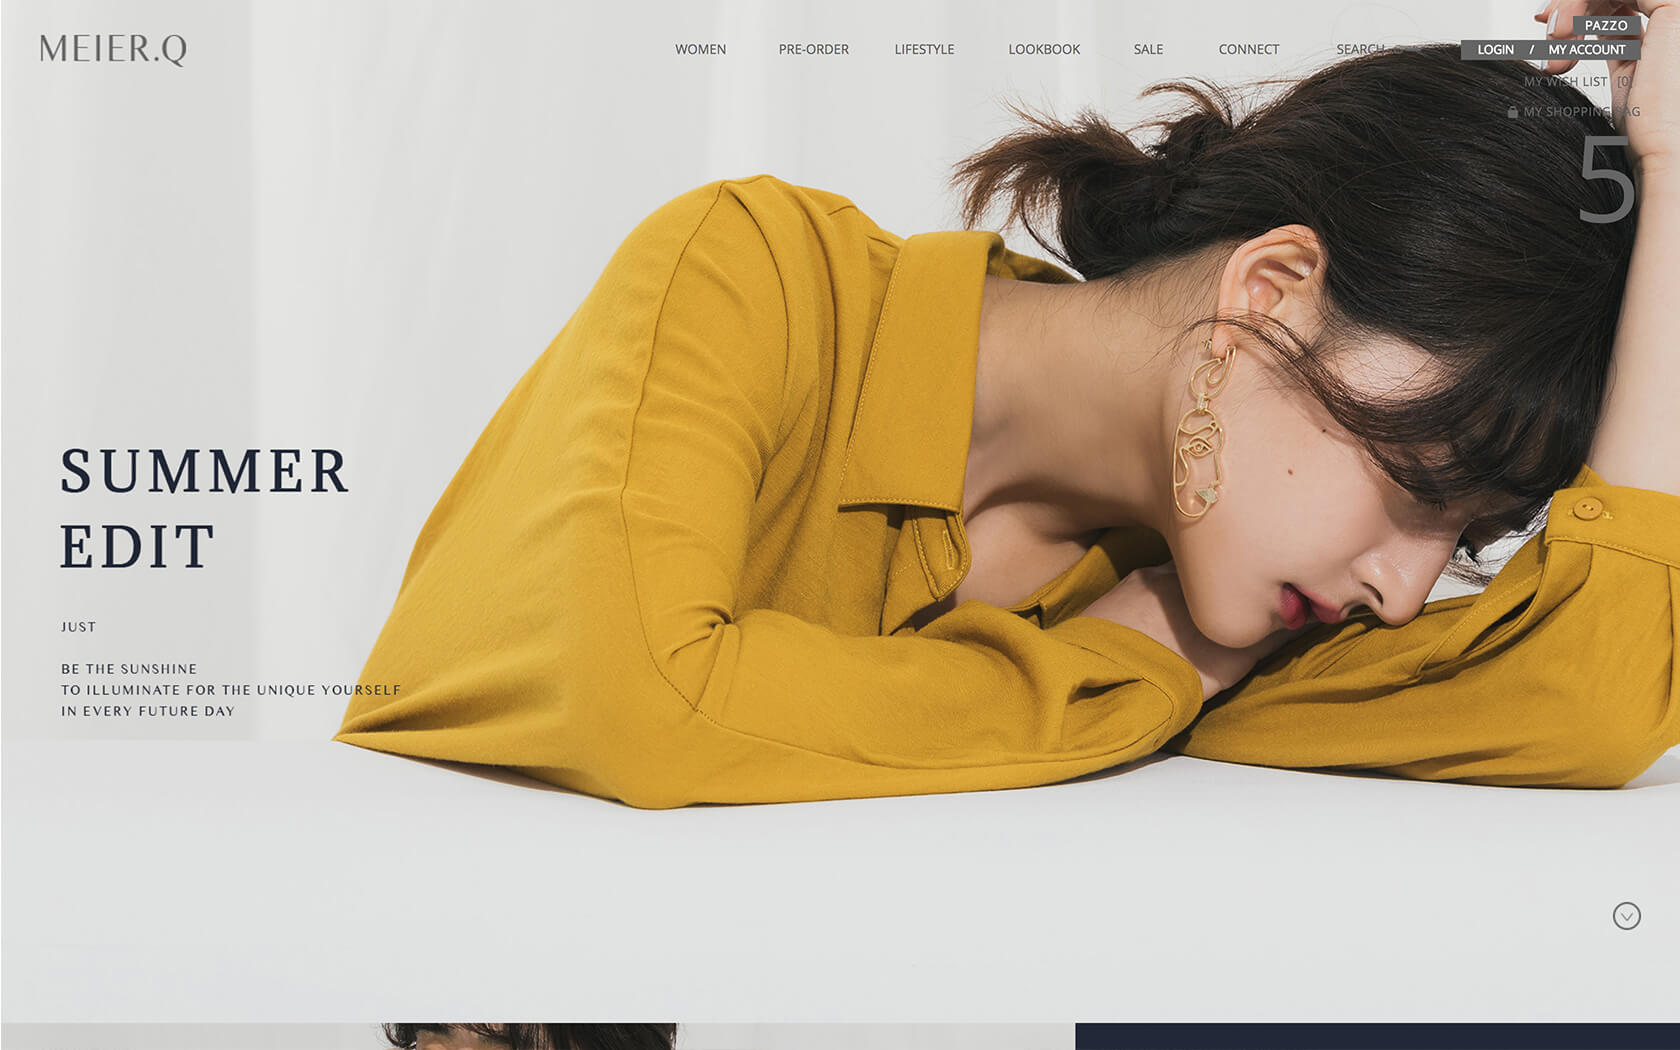 MEIER.Q
WOMEN
PRE-ORDER
LIFESTYLE
LOOKBOOK
SALE
CONNECT
SEARCH
PAZZO
LOGIN / MY ACCOUNT
MY WISH LIST [0]
MY SHOPPING BAG
5
SUMMER
EDIT
JUST
BE THE SUNSHINE
TO ILLUMINATE FOR THE UNIQUE YOURSELF
IN EVERY FUTURE DAY